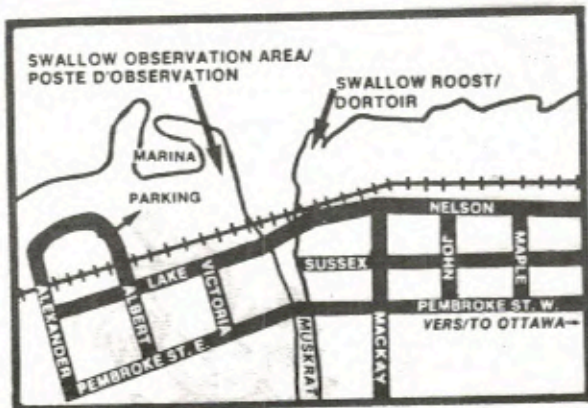 SWALLOW OBSERVATION AREA/
POSTE D'OBSERVATION
SWALLOW ROOST/
DORTOIR
MARINA
PARKING
NELSON
LAKE
SUSSEX
JOHN
MAPLE
ALEXANDER
ALBERT
VICTORIA
PEMBROKE ST. E.
PEMBROKE ST. W.
VERS/TO OTTAWA→
MUSKRAT
MACKAY